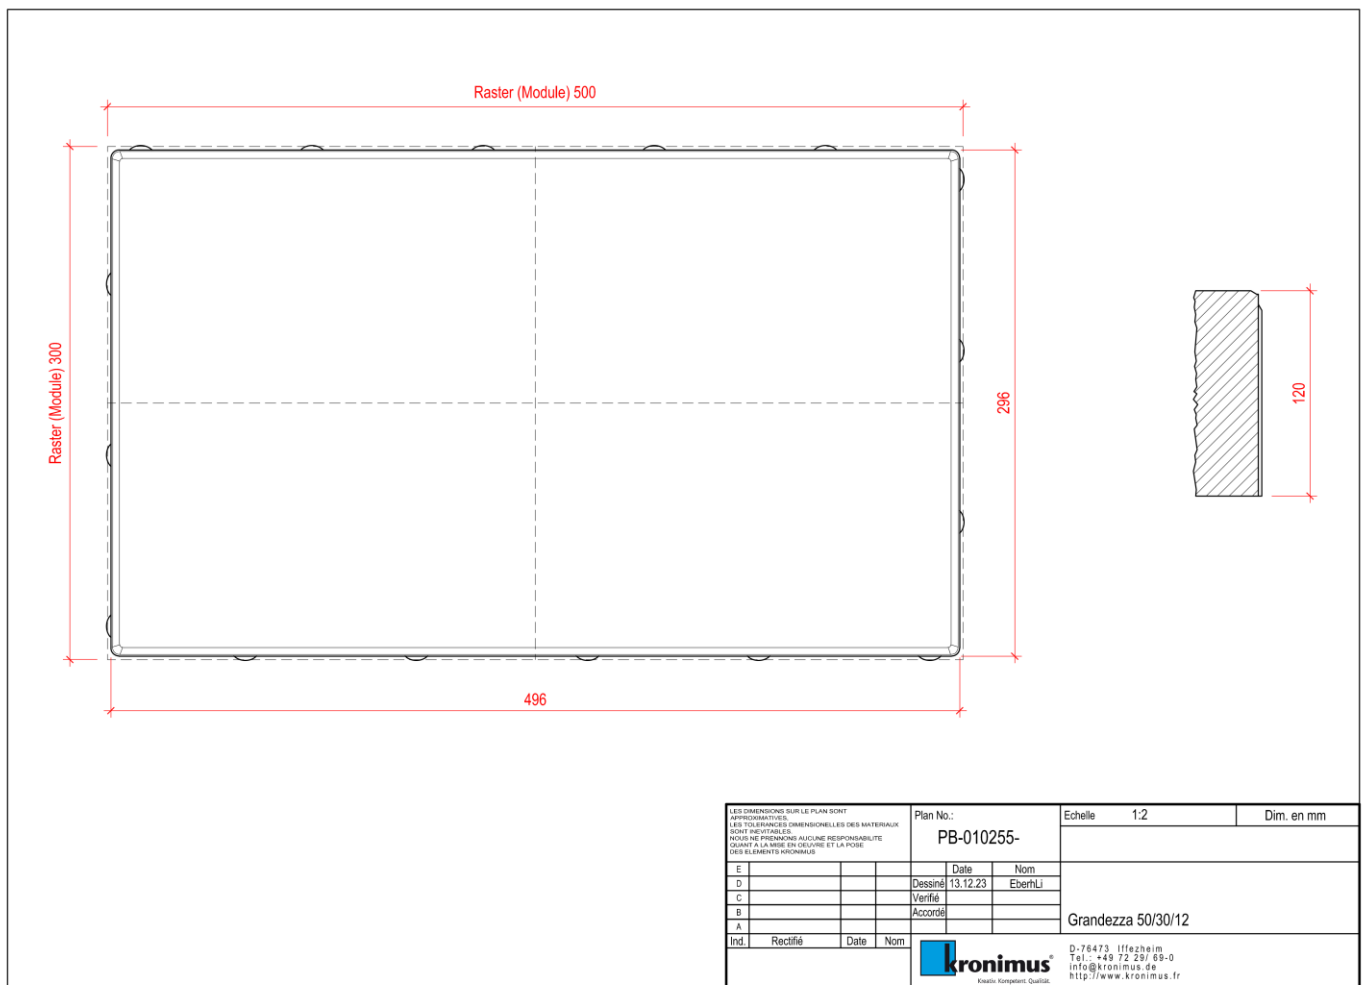 Raster (Module) 500
Raster (Module) 300
296
120
496
LES DIMENSIONS SUR LE PLAN SONT
APPROXIMATIVES,
LES TOLERANCES DIMENSIONELLES DES MATERIAUX
SONT INEVITABLES.
NOUS NE PRENNONS AUCUNE RESPONSABILITE
QUANT A LA MISE EN OEUVRE ET LA POSE
DES ELEMENTS KRONIMUS
Plan No.:
PB-010255-
Echelle 1:2
Dim. en mm
E
D
C
B
A
Ind. Rectifié Date Nom
Date Nom
Dessiné 13.12.23 EberhLi
Verifié
Accordé
Grandezza 50/30/12
kronimus®
Kreativ. Kompetent. Qualität.
D-76473 Iffezheim
Tel.: +49 72 29/ 69-0
info@kronimus.de
http://www.kronimus.fr